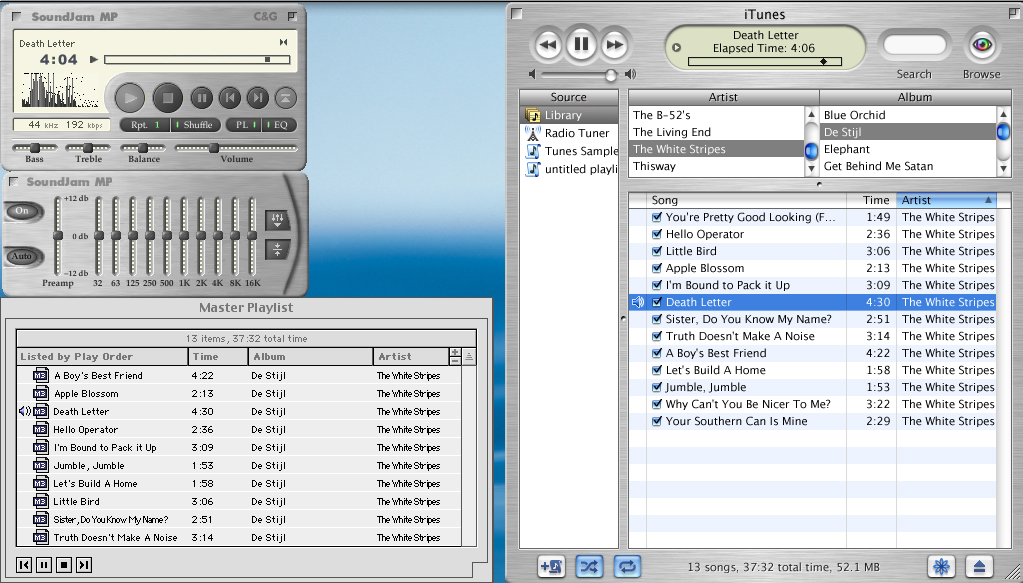 SoundJam MP C&G
Death Letter
4:04
44 kHz 192 kbps Rpt. 1 Shuffle PL EQ
Bass Treble Balance Volume
SoundJam MP
On
Auto
+12 db
0 db
-12 db
Preamp 32 63 125 250 500 1K 2K 4K 8K 16K
Master Playlist
13 items, 37:32 total time
Listed by Play Order Time Album Artist
M3 A Boy's Best Friend 4:22 De Stijl The White Stripes
M3 Apple Blossom 2:13 De Stijl The White Stripes
M3 Death Letter 4:30 De Stijl The White Stripes
M3 Hello Operator 2:36 De Stijl The White Stripes
M3 I'm Bound to Pack it Up 3:09 De Stijl The White Stripes
M3 Jumble, Jumble 1:53 De Stijl The White Stripes
M3 Let's Build A Home 1:58 De Stijl The White Stripes
M3 Little Bird 3:06 De Stijl The White Stripes
M3 Sister, Do You Know My Name? 2:51 De Stijl The White Stripes
M3 Truth Doesn't Make A Noise 3:14 De Stijl The White Stripes
iTunes
Death Letter
Elapsed Time: 4:06
Search Browse
Source
Library
Radio Tuner
Tunes Sample
untitled playli
Artist Album
The B-52's Blue Orchid
The Living End De Stijl
The White Stripes Elephant
Thisway Get Behind Me Satan
Song Time Artist
You're Pretty Good Looking (F... 1:49 The White Stripes
Hello Operator 2:36 The White Stripes
Little Bird 3:06 The White Stripes
Apple Blossom 2:13 The White Stripes
I'm Bound to Pack it Up 3:09 The White Stripes
Death Letter 4:30 The White Stripes
Sister, Do You Know My Name? 2:51 The White Stripes
Truth Doesn't Make A Noise 3:14 The White Stripes
A Boy's Best Friend 4:22 The White Stripes
Let's Build A Home 1:58 The White Stripes
Jumble, Jumble 1:53 The White Stripes
Why Can't You Be Nicer To Me? 3:22 The White Stripes
Your Southern Can Is Mine 2:29 The White Stripes
13 songs, 37:32 total time, 52.1 MB